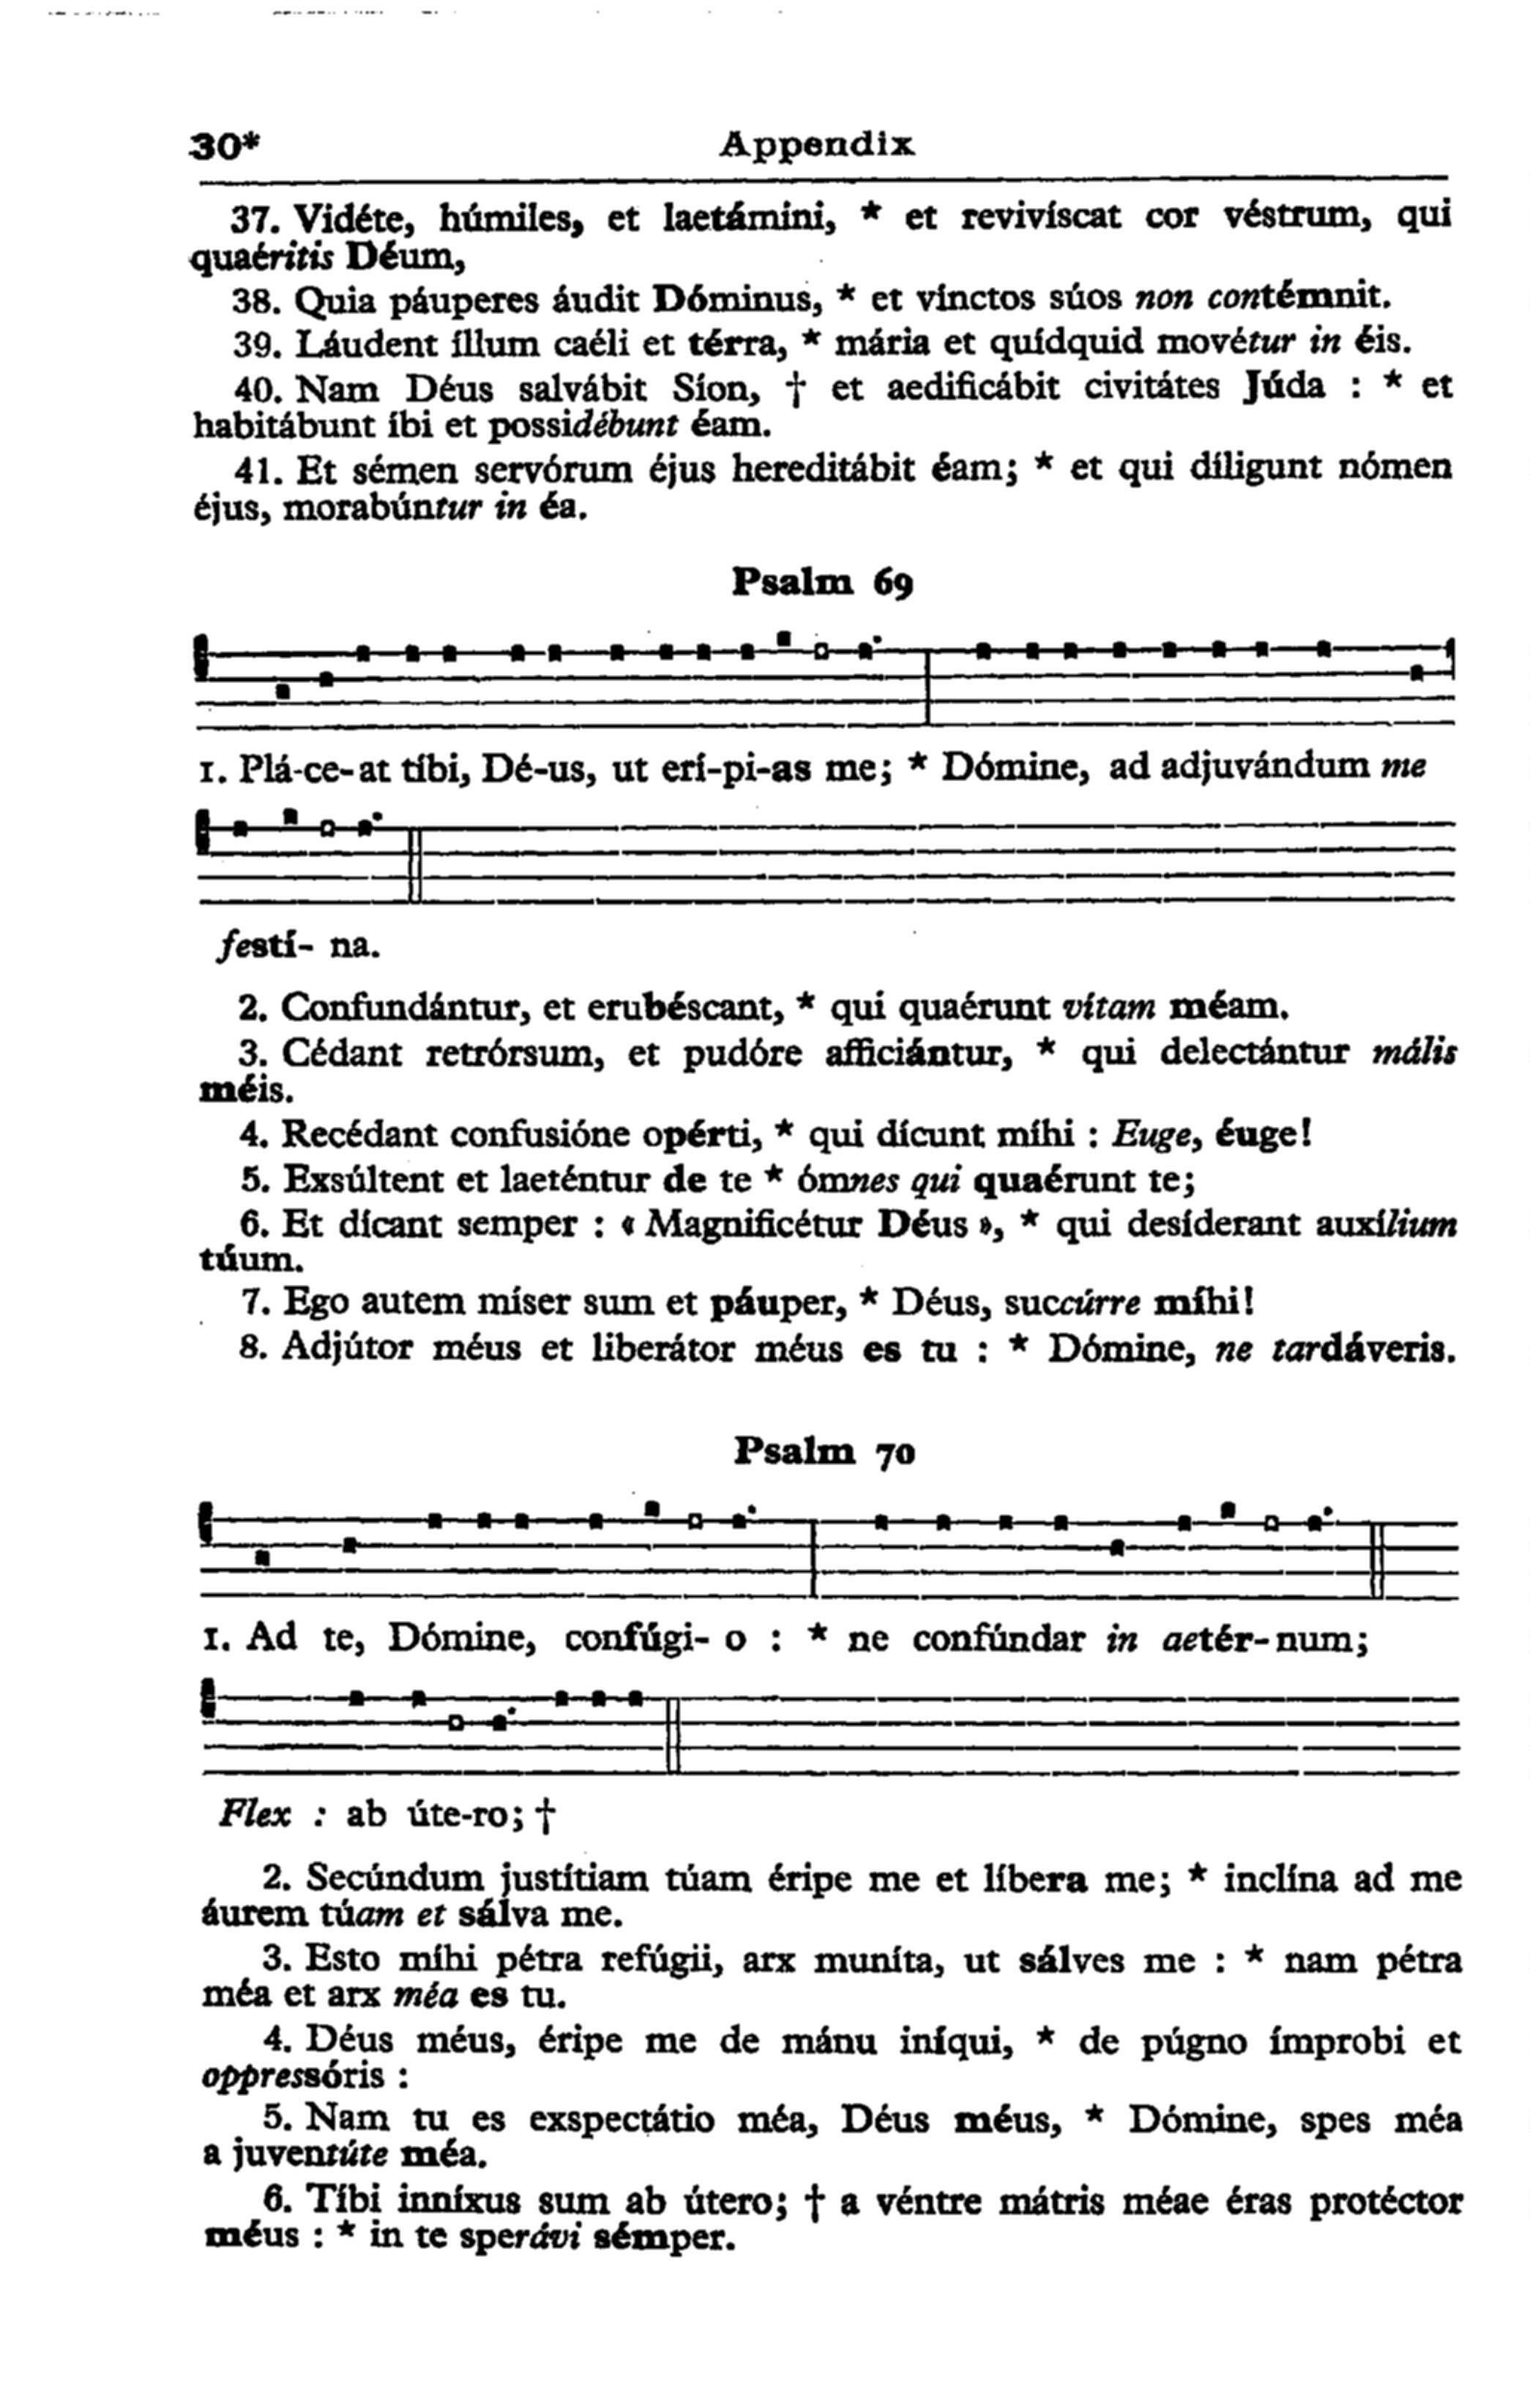 30* Appendix
37. Vidéte, húmiles, et laetámini, * et revivíscat cor véstrum, qui
quaéritis Déum,
38. Quia páuperes áudit Dóminus, * et vínctos súos non contémnit.
39. Láudent íllum caéli et térra, * mária et quídquid movétur in éis.
40. Nam Déus salvábit Síon, † et aedificábit civitátes Júda : * et
habitábunt íbi et possidébunt éam.
41. Et sémen servórum éjus hereditábit éam; * et qui díligunt nómen
éjus, morabúntur in éa.
Psalm 69
1. Plá-ce-at tíbi, Dé-us, ut erí-pi-as me; * Dómine, ad adjuvándum me
festí- na.
2. Confundántur, et erubéscant, * qui quaérunt vítam méam.
3. Cédant retrórsum, et pudóre afficiántur, * qui delectántur mális
méis.
4. Recédant confusióne opérti, * qui dícunt míhi : Euge, éuge!
5. Exsúltent et laeténtur de te * ómnes qui quaérunt te;
6. Et dícant semper : « Magnificétur Déus », * qui desíderant auxílium
túum.
7. Ego autem míser sum et páuper, * Déus, succúrre míhi!
8. Adjútor méus et liberátor méus es tu : * Dómine, ne tardáveris.
Psalm 70
1. Ad te, Dómine, confúgi- o : * ne confúndar in aetér-num;
Flex : ab úte-ro; †
2. Secúndum justítiam túam éripe me et líbera me; * inclína ad me
áurem túam et sálva me.
3. Esto míhi pétra refúgii, arx muníta, ut sálves me : * nam pétra
méa et arx méa es tu.
4. Déus méus, éripe me de mánu iníqui, * de púgno ímprobi et
oppressóris :
5. Nam tu es exspectátio méa, Déus méus, * Dómine, spes méa
a juventúte méa.
6. Tíbi inníxus sum ab útero; † a véntre mátris méae éras protéctor
méus : * in te sperávi sémper.